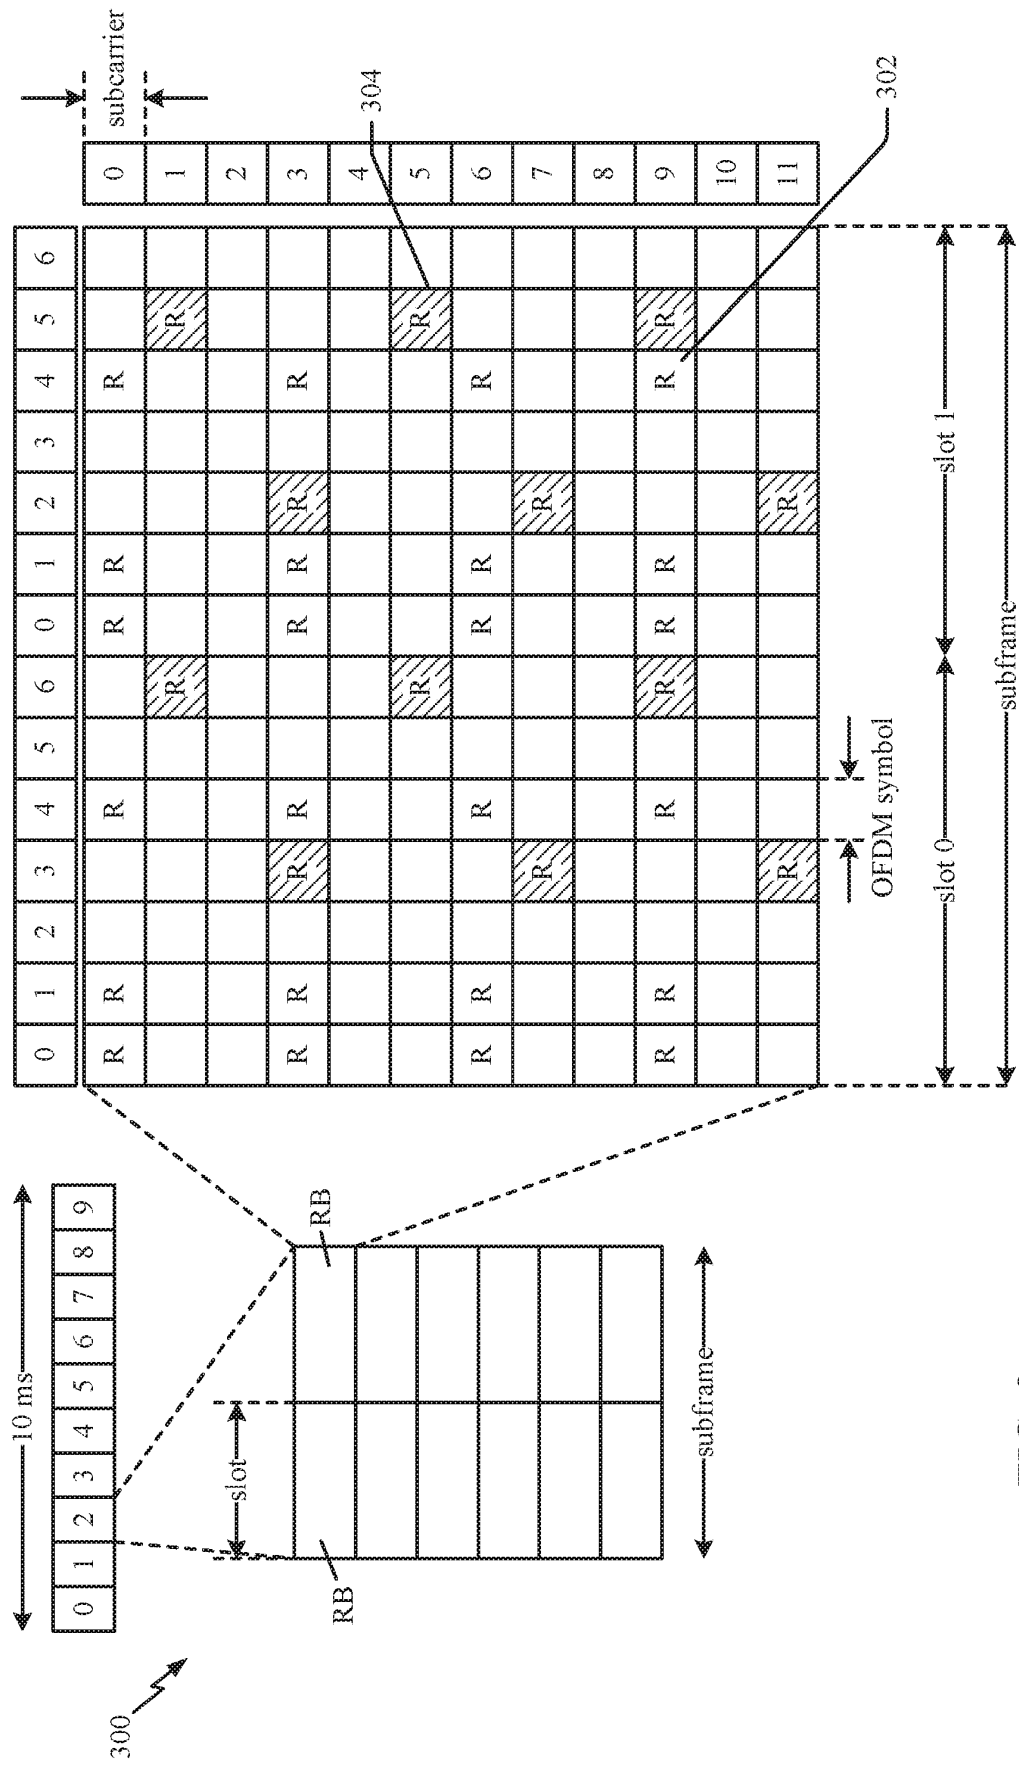 300
10 ms
0 1 2 3 4 5 6 7 8 9
slot
RB
RB
subframe
0 1 2 3 4 5 6 0 1 2 3 4 5 6
subcarrier
R R R R R R 0
R R 1
2
R R R R R R R R 3
4
R R 5
R R R R R R 6
R R 7
8
R R R R R R R R 9
10
R R 11
304
302
OFDM symbol
slot 0
slot 1
subframe